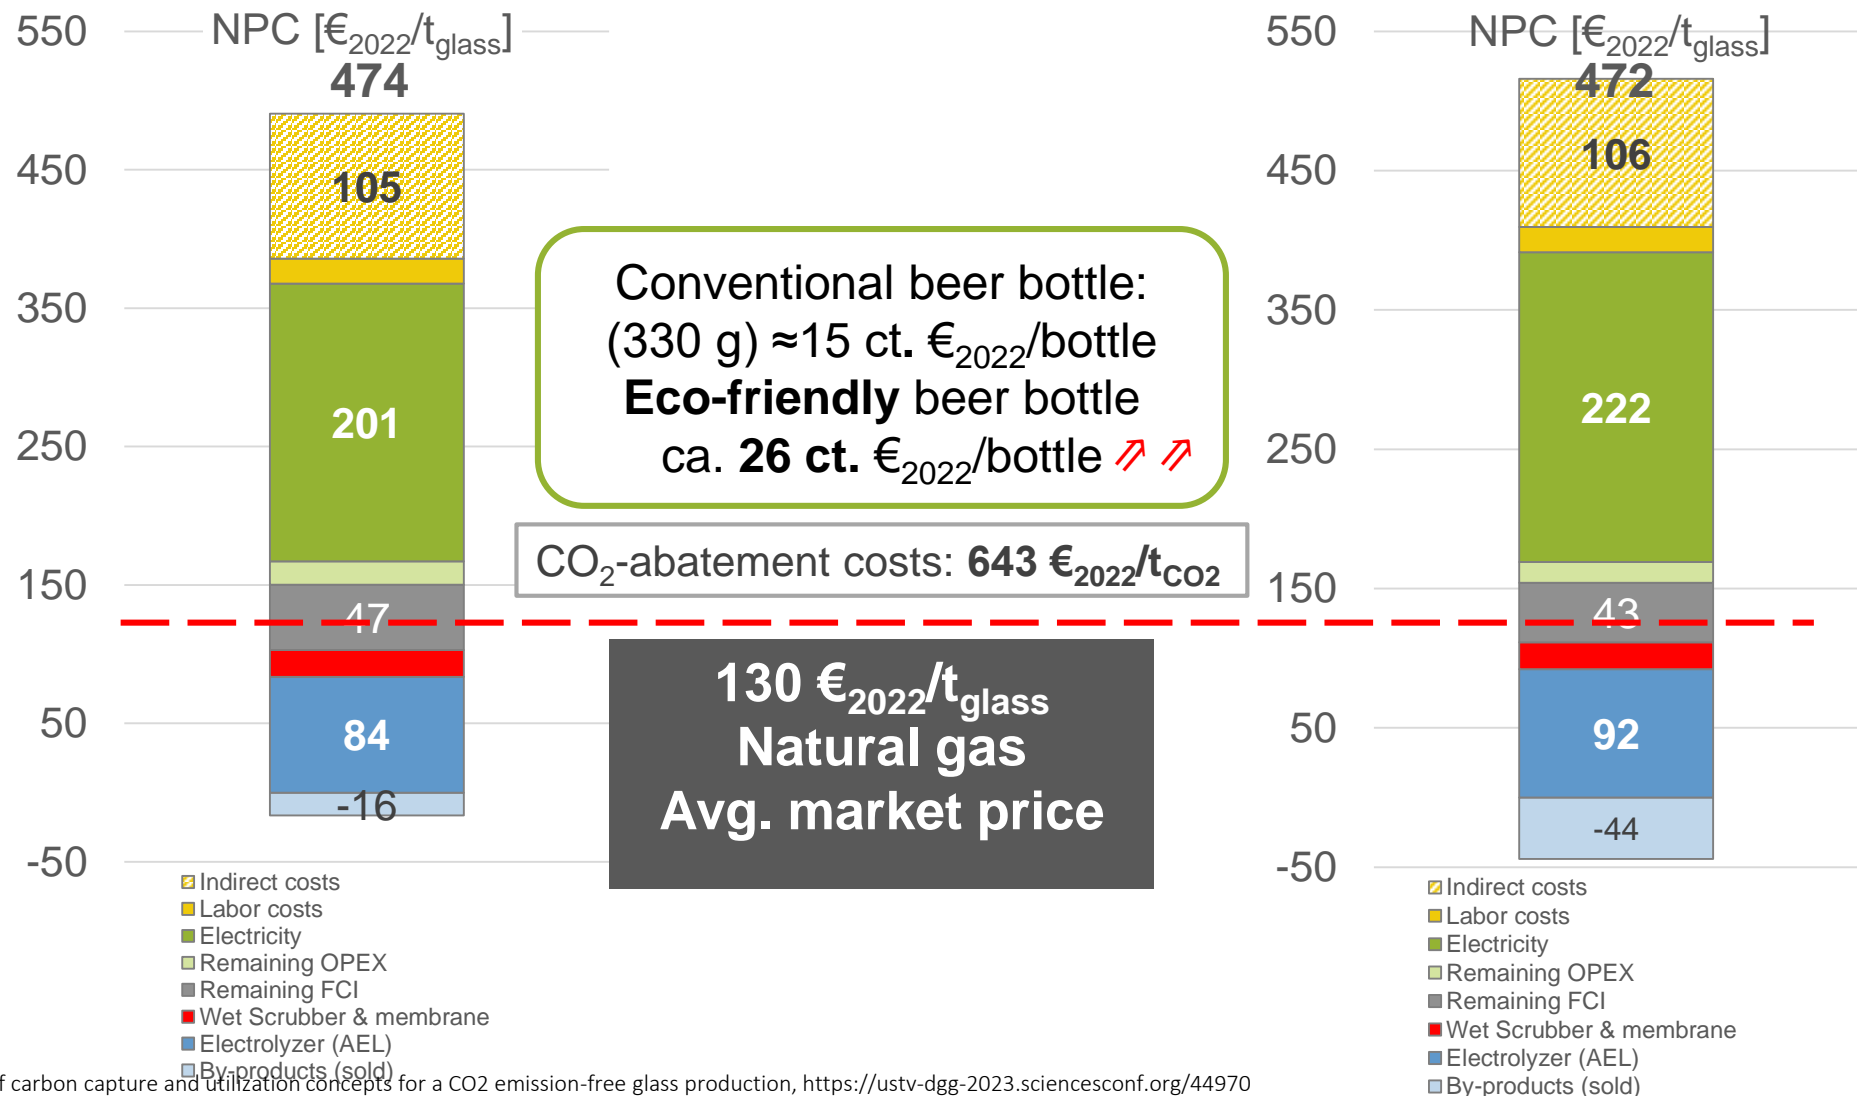 NPC [€2022/tglass]
474
550
450
350
250
150
50
-50
105
201
47
84
-16
Indirect costs
Labor costs
Electricity
Remaining OPEX
Remaining FCI
Wet Scrubber & membrane
Electrolyzer (AEL)
By-products (sold)
Conventional beer bottle:
(330 g) ≈15 ct. €2022/bottle
Eco-friendly beer bottle
ca. 26 ct. €2022/bottle ⇗ ⇗
CO2-abatement costs: 643 €2022/tCO2
130 €2022/tglass
Natural gas
Avg. market price
NPC [€2022/tglass]
472
550
450
350
250
150
50
-50
106
222
43
92
-44
Indirect costs
Labor costs
Electricity
Remaining OPEX
Remaining FCI
Wet Scrubber & membrane
Electrolyzer (AEL)
By-products (sold)
f carbon capture and utilization concepts for a CO2 emission-free glass production, https://ustv-dgg-2023.sciencesconf.org/44970